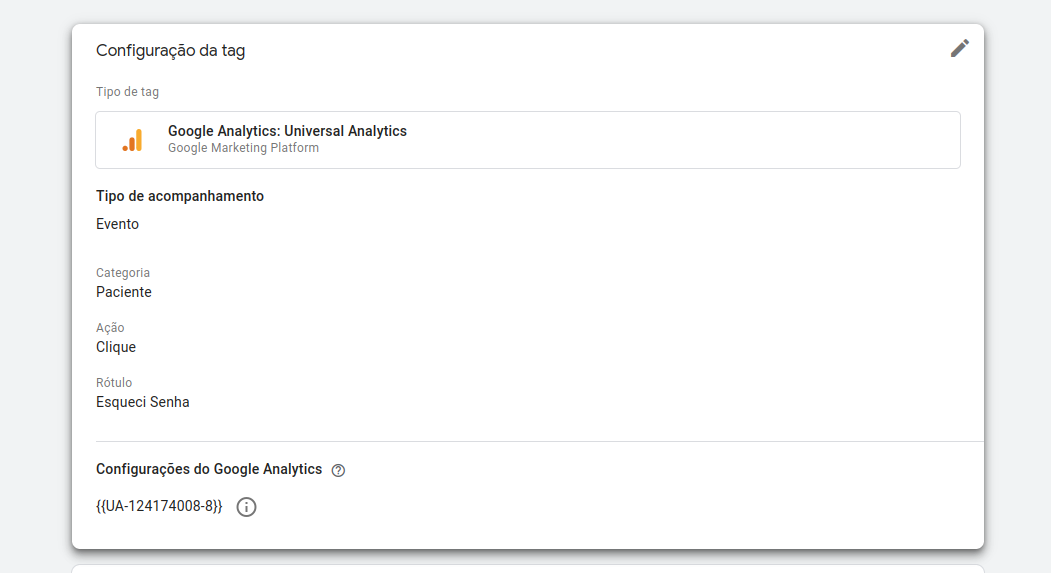 Configuração da tag
Tipo de tag
Google Analytics: Universal Analytics
Google Marketing Platform
Tipo de acompanhamento
Evento
Categoria
Paciente
Ação
Clique
Rótulo
Esqueci Senha
Configurações do Google Analytics
{{UA-124174008-8}}